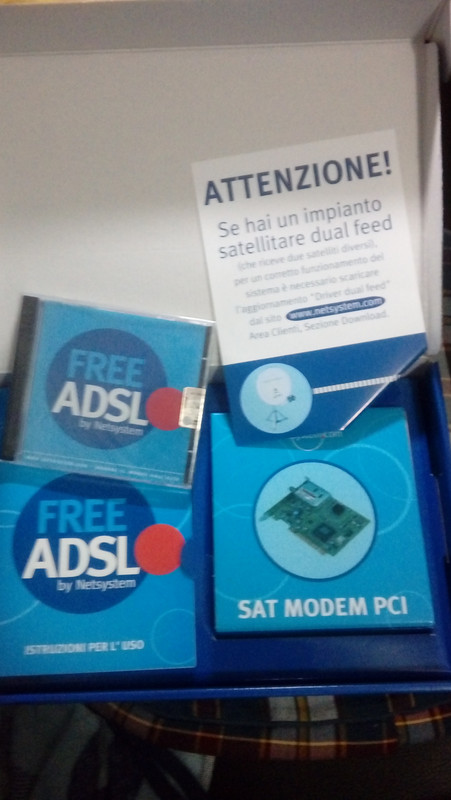 ATTENZIONE!
Se hai un impianto
satellitare dual feed
(che riceve due satelliti diversi),
per un corretto funzionamento del
sistema è necessario scaricare
l'aggiornamento "Driver dual feed"
dal sito www.netsystem.com
Area Clienti, Sezione Download.
FREE
ADSL
by Netsystem
FREE
ADSL
by Netsystem
ISTRUZIONI PER L'USO
SAT MODEM PCI